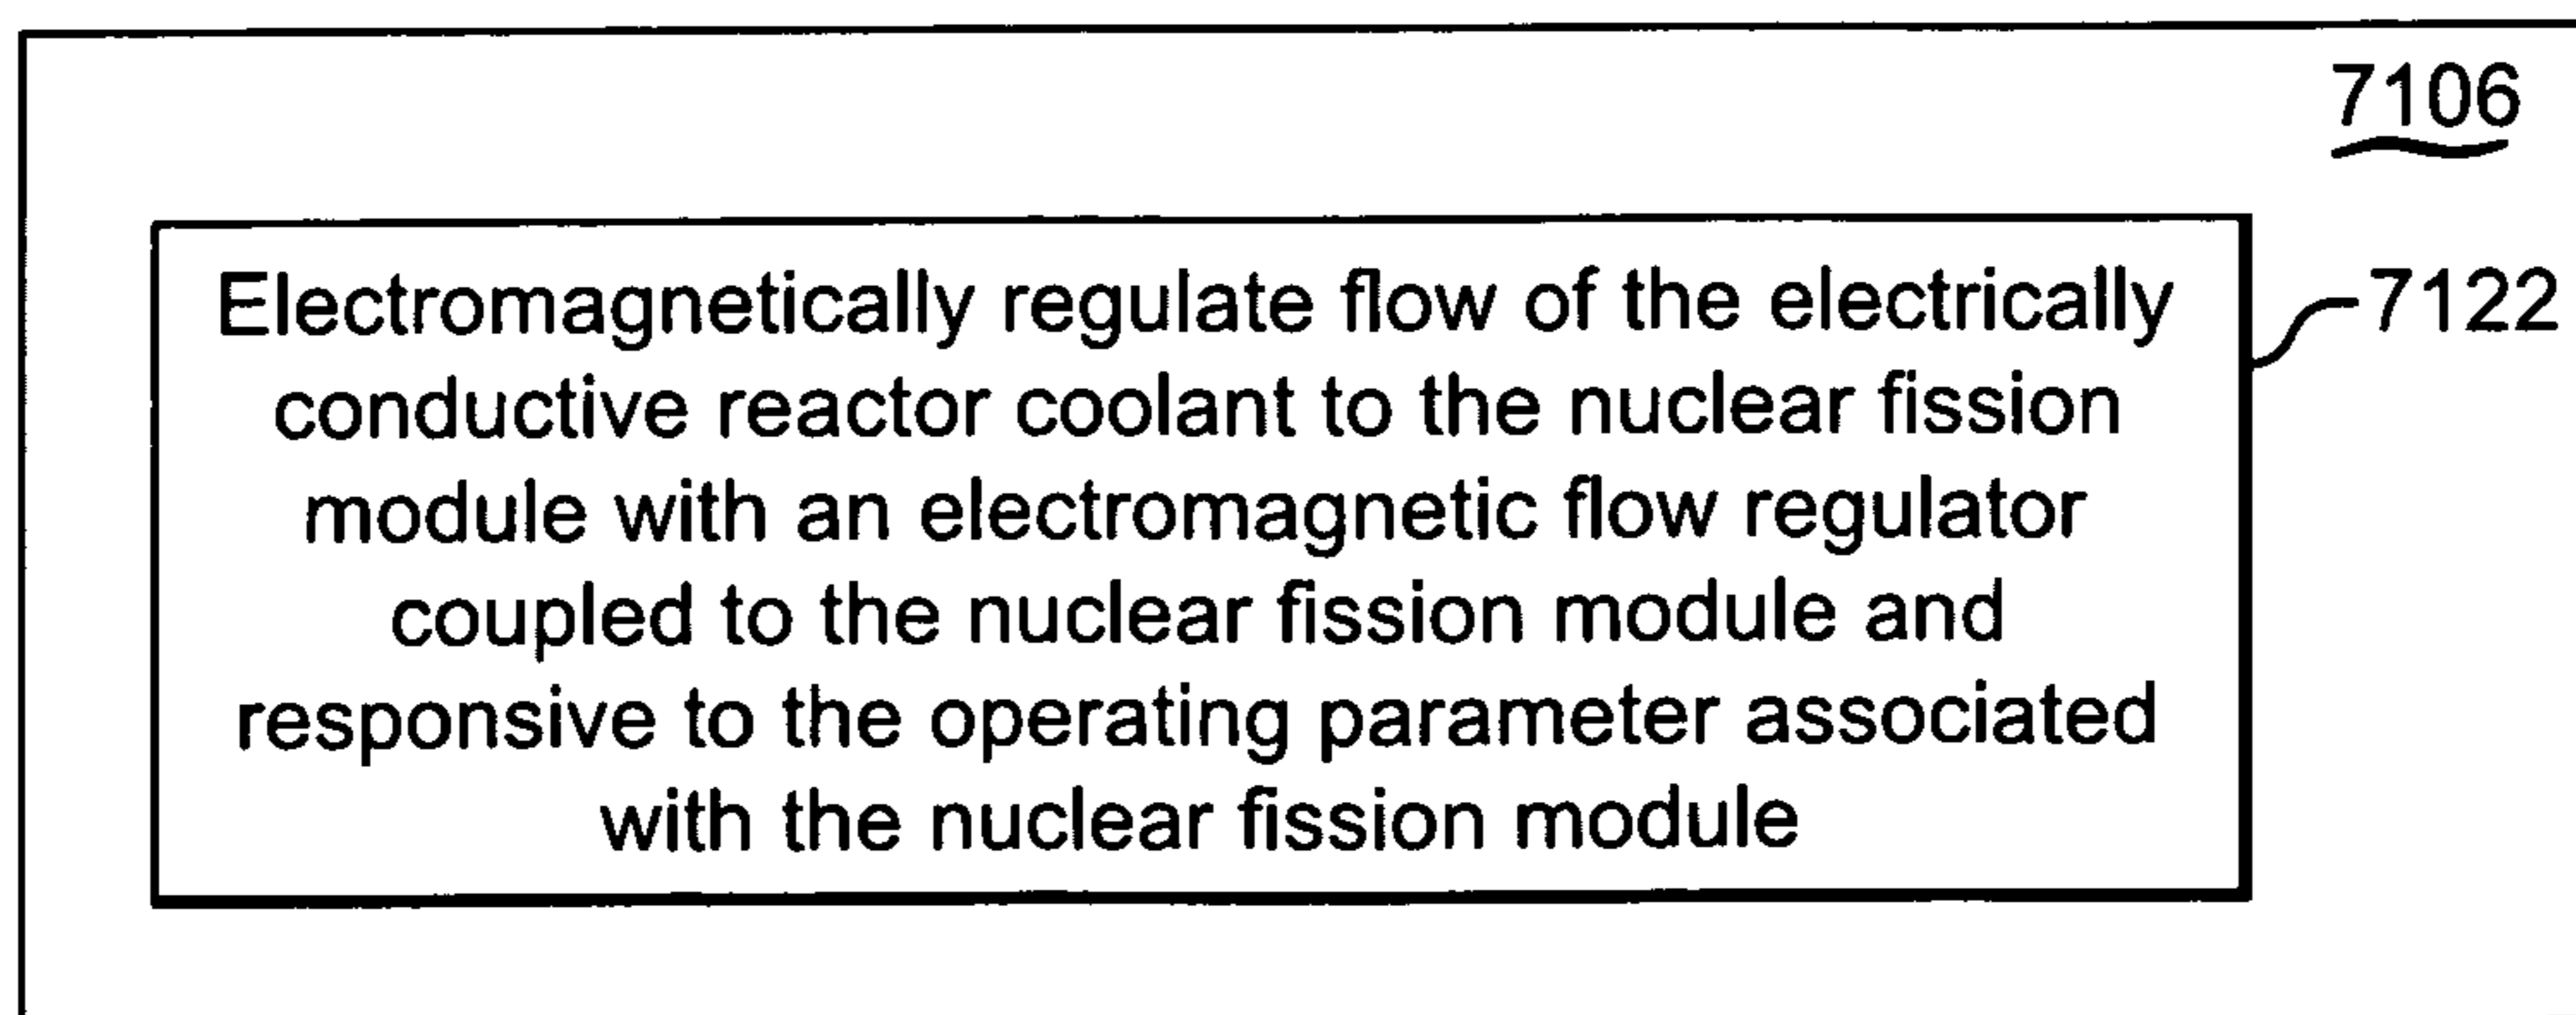 7106
Electromagnetically regulate flow of the electrically
7122
conductive reactor coolant to the nuclear fission
module with an electromagnetic flow regulator
coupled to the nuclear fission module and
responsive to the operating parameter associated
with the nuclear fission module